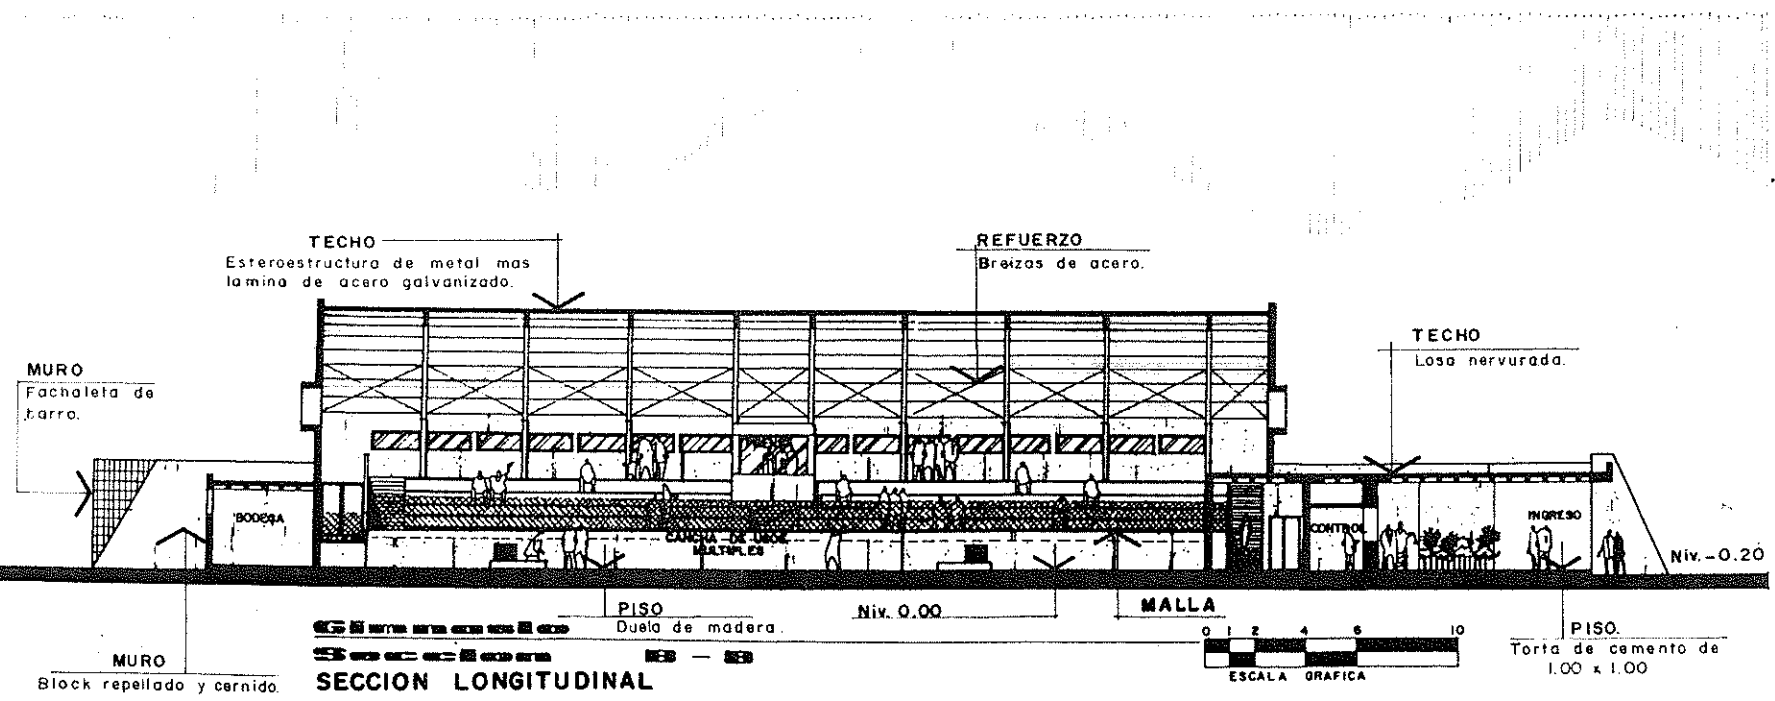 TECHO
Esteroestructura de metal mas
lamina de acero galvanizado.
REFUERZO
Breizas de acero.
TECHO
Losa nervurada.
MURO
Fachaleta de
barro.
BODEGA
CANCHA DE USOS
MULTIPLES
CONTROL
INGRESO
Niv.-0.20
PISO
Duela de madera.
Niv. 0.00
MALLA
MURO
Block repellado y cernido.
Gimnasio
Seccion B - B
SECCION LONGITUDINAL
0 1 2 4 6 10
ESCALA GRAFICA
PISO.
Torta de cemento de
1.00 x 1.00